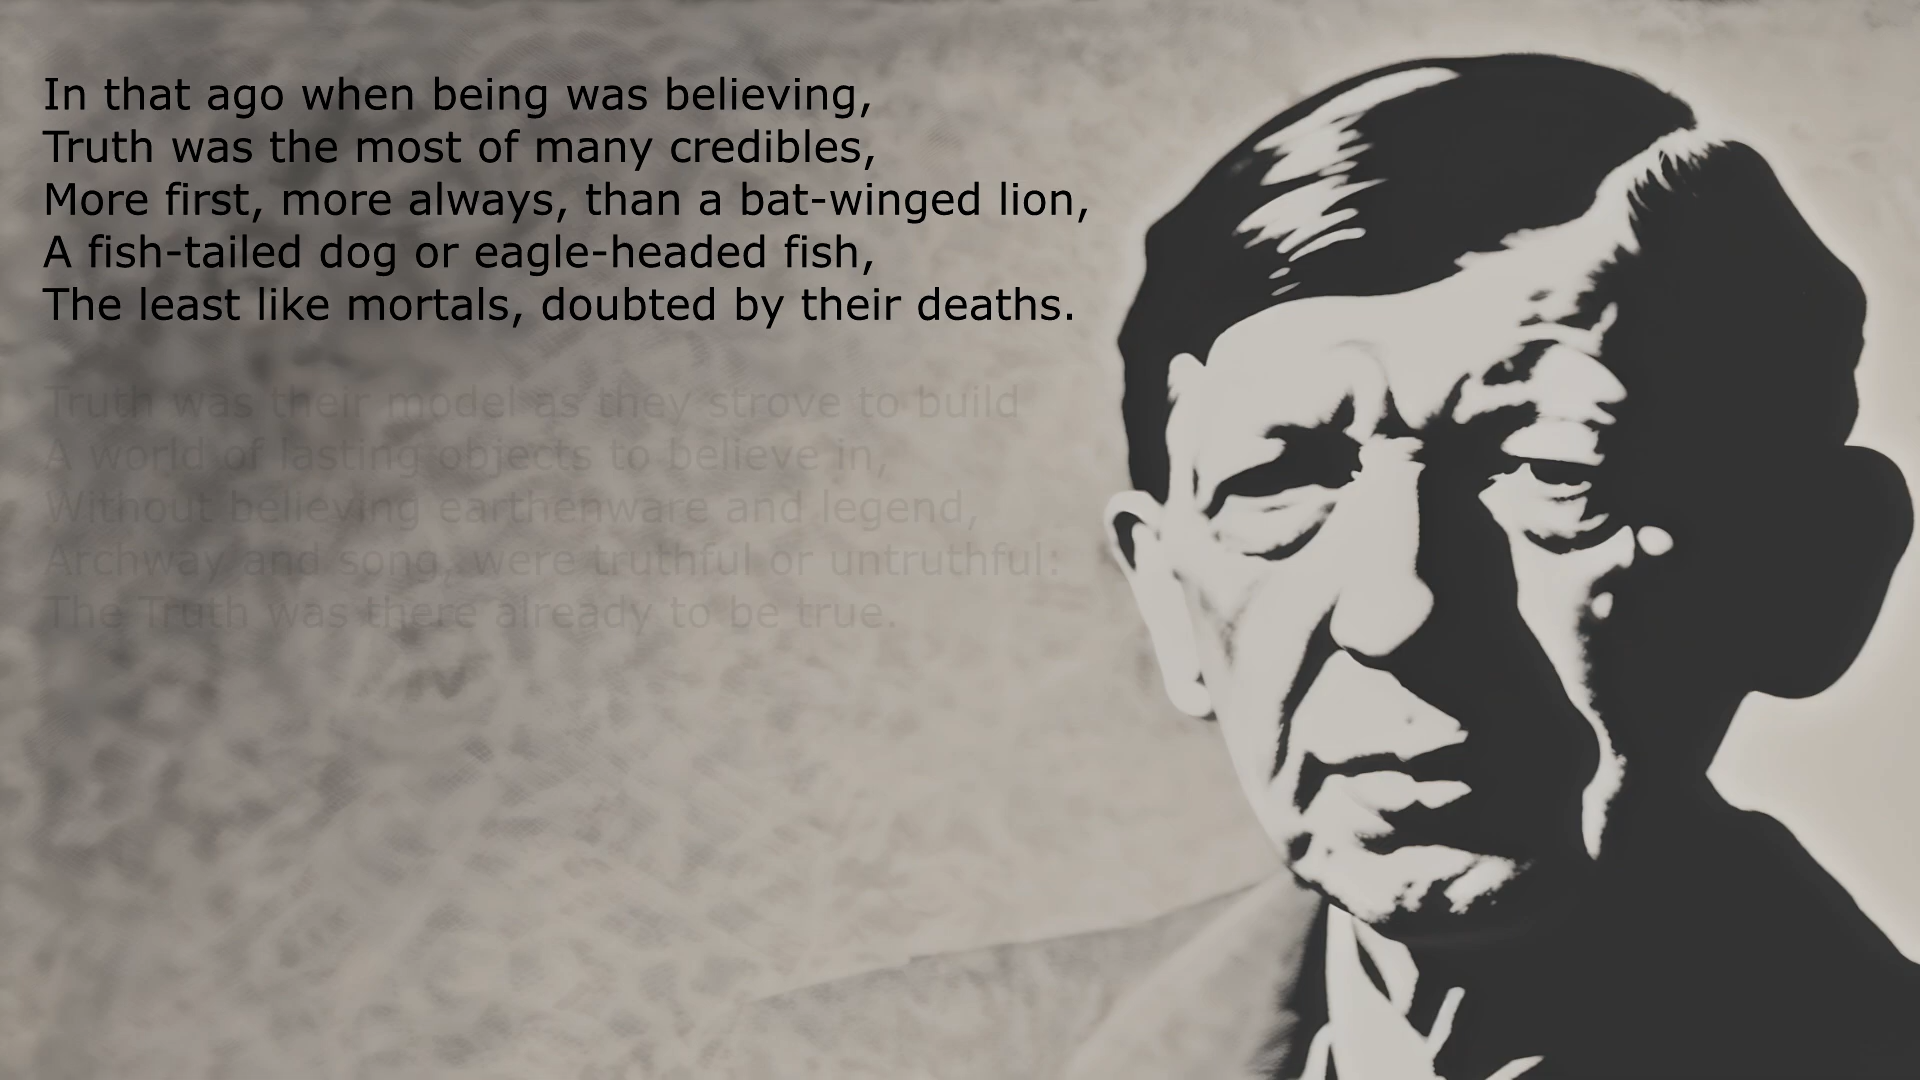 In that ago when being was believing,
Truth was the most of many credibles,
More first, more always, than a bat-winged lion,
A fish-tailed dog or eagle-headed fish,
The least like mortals, doubted by their deaths.
Truth was their model as they strove to build
A world of lasting objects to believe in,
Without believing earthenware and legend,
Archway and song, were truthful or untruthful:
The Truth was there already to be true.